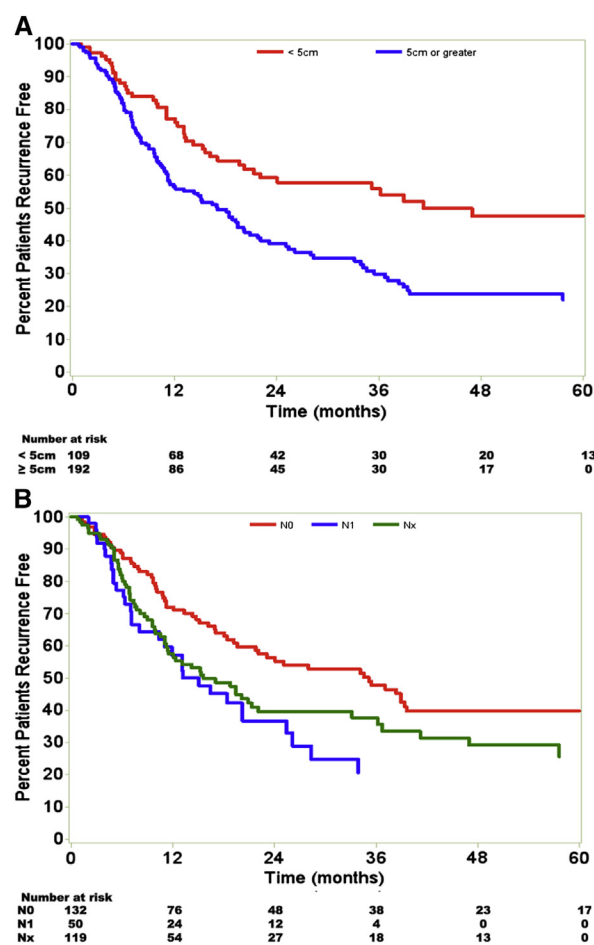 A
< 5cm 5cm or greater
Percent Patients Recurrence Free
100
90
80
70
60
50
40
30
20
10
0
0 12 24 36 48 60
Time (months)
Number at risk
< 5cm 109 68 42 30 20 13
≥ 5cm 192 86 45 30 17 0
B
N0 N1 Nx
Percent Patients Recurrence Free
100
90
80
70
60
50
40
30
20
10
0
0 12 24 36 48 60
Time (months)
Number at risk
N0 132 76 48 38 23 17
N1 50 24 12 4 0 0
Nx 119 54 27 18 13 0